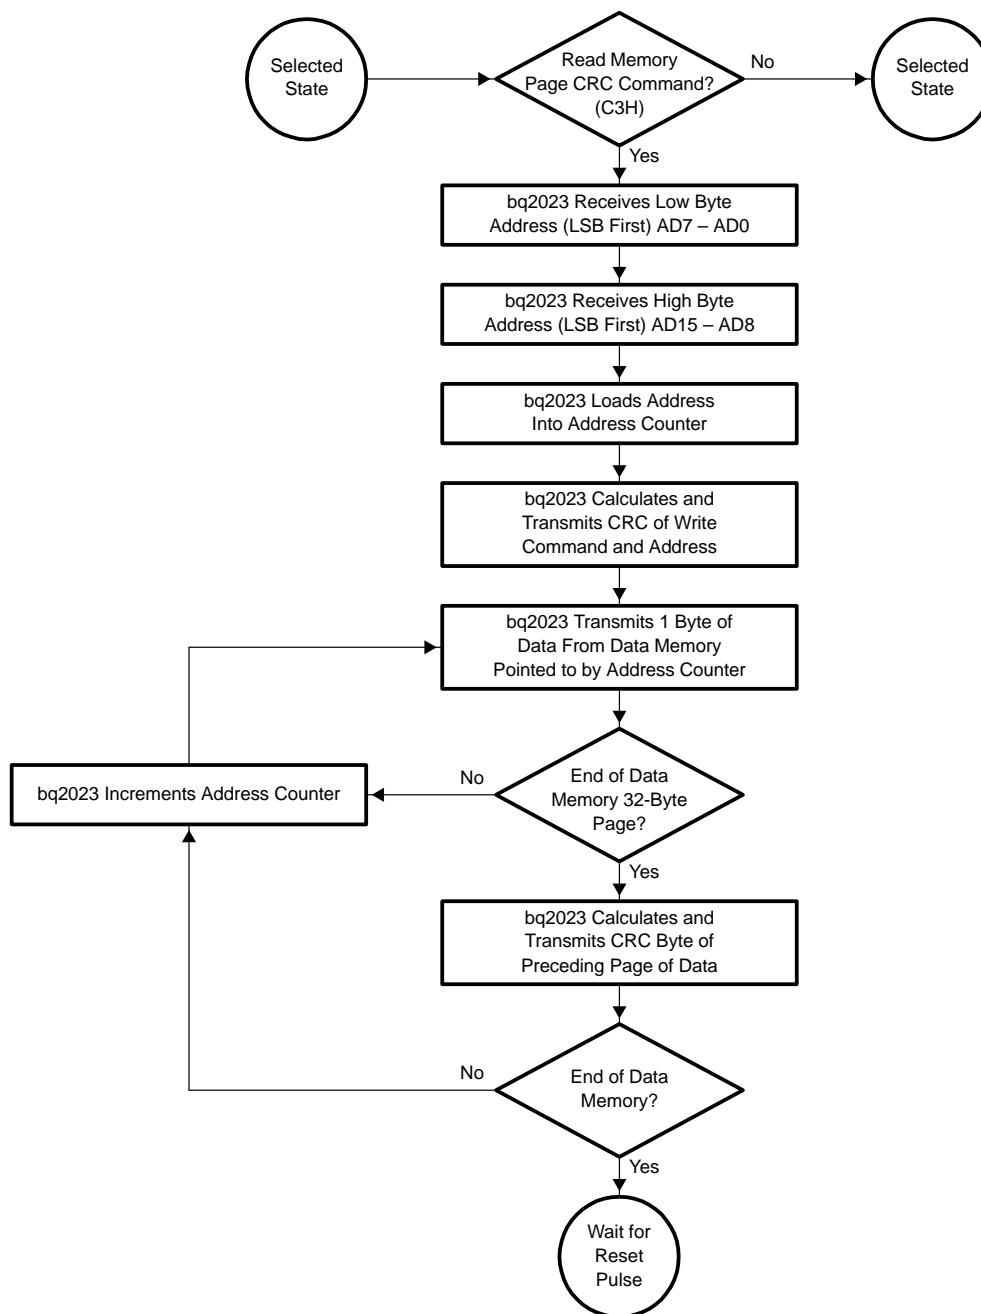 Selected
State
Read Memory
Page CRC Command?
(C3H)
No
Selected
State
Yes
bq2023 Receives Low Byte
Address (LSB First) AD7 – AD0
bq2023 Receives High Byte
Address (LSB First) AD15 – AD8
bq2023 Loads Address
Into Address Counter
bq2023 Calculates and
Transmits CRC of Write
Command and Address
bq2023 Transmits 1 Byte of
Data From Data Memory
Pointed to by Address Counter
bq2023 Increments Address Counter
No
End of Data
Memory 32-Byte
Page?
Yes
bq2023 Calculates and
Transmits CRC Byte of
Preceding Page of Data
No
End of Data
Memory?
Yes
Wait for
Reset
Pulse